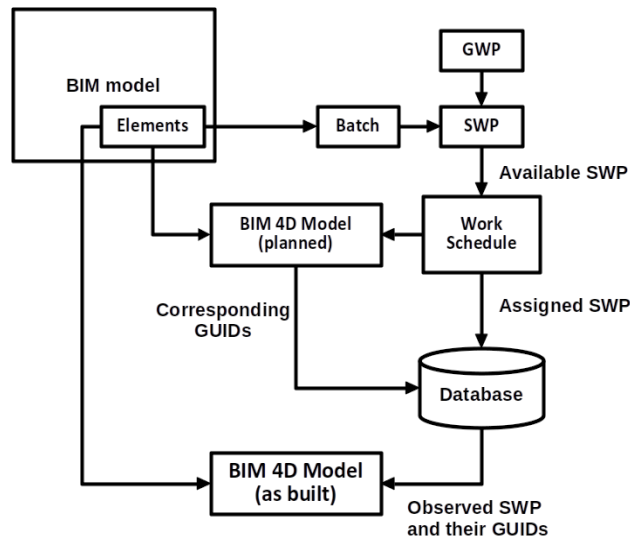 GWP
BIM model
Elements
Batch
SWP
Available SWP
BIM 4D Model
(planned)
Work
Schedule
Corresponding
GUIDs
Assigned SWP
Database
BIM 4D Model
(as built)
Observed SWP
and their GUIDs